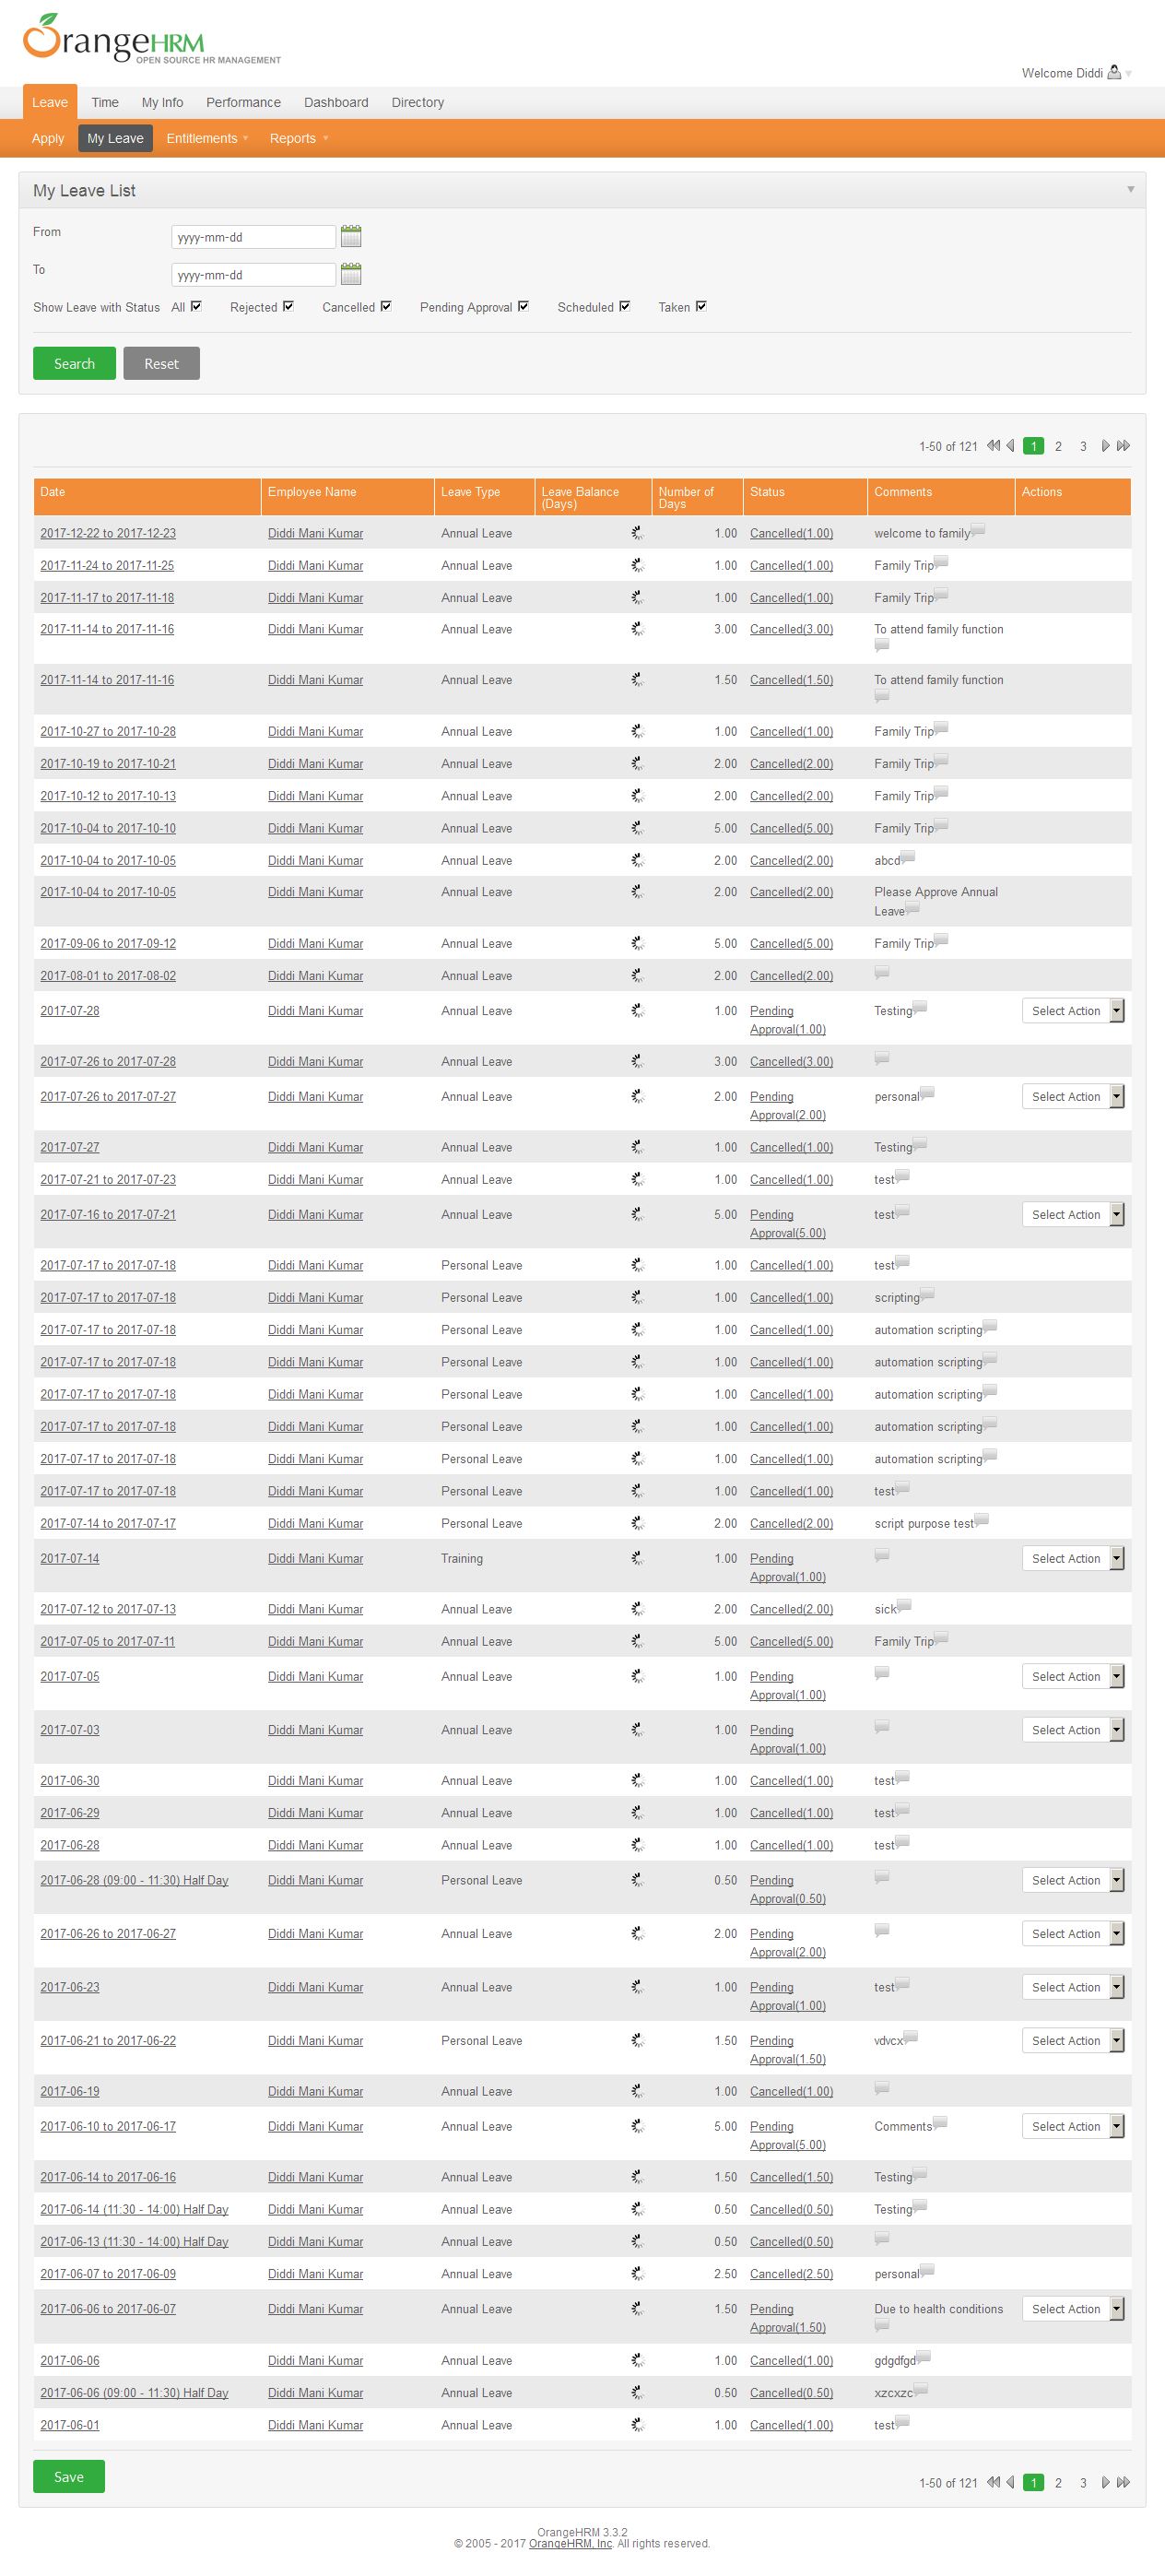 OrangeHRM
OPEN SOURCE HR MANAGEMENT
Welcome Diddi
Leave Time My Info Performance Dashboard Directory
Apply My Leave Entitlements Reports
My Leave List
From yyyy-mm-dd
To yyyy-mm-dd
Show Leave with Status All Rejected Cancelled Pending Approval Scheduled Taken
Search Reset
1-50 of 121 1 2 3
Date Employee Name Leave Type Leave Balance (Days) Number of Days Status Comments Actions
2017-12-22 to 2017-12-23 Diddi Mani Kumar Annual Leave 1.00 Cancelled(1.00) welcome to family
2017-11-24 to 2017-11-25 Diddi Mani Kumar Annual Leave 1.00 Cancelled(1.00) Family Trip
2017-11-17 to 2017-11-18 Diddi Mani Kumar Annual Leave 1.00 Cancelled(1.00) Family Trip
2017-11-14 to 2017-11-16 Diddi Mani Kumar Annual Leave 3.00 Cancelled(3.00) To attend family function
2017-11-14 to 2017-11-16 Diddi Mani Kumar Annual Leave 1.50 Cancelled(1.50) To attend family function
2017-10-27 to 2017-10-28 Diddi Mani Kumar Annual Leave 1.00 Cancelled(1.00) Family Trip
2017-10-19 to 2017-10-21 Diddi Mani Kumar Annual Leave 2.00 Cancelled(2.00) Family Trip
2017-10-12 to 2017-10-13 Diddi Mani Kumar Annual Leave 2.00 Cancelled(2.00) Family Trip
2017-10-04 to 2017-10-10 Diddi Mani Kumar Annual Leave 5.00 Cancelled(5.00) Family Trip
2017-10-04 to 2017-10-05 Diddi Mani Kumar Annual Leave 2.00 Cancelled(2.00) abcd
2017-10-04 to 2017-10-05 Diddi Mani Kumar Annual Leave 2.00 Cancelled(2.00) Please Approve Annual Leave
2017-09-06 to 2017-09-12 Diddi Mani Kumar Annual Leave 5.00 Cancelled(5.00) Family Trip
2017-08-01 to 2017-08-02 Diddi Mani Kumar Annual Leave 2.00 Cancelled(2.00)
2017-07-28 Diddi Mani Kumar Annual Leave 1.00 Pending Approval(1.00) Testing Select Action
2017-07-26 to 2017-07-28 Diddi Mani Kumar Annual Leave 3.00 Cancelled(3.00)
2017-07-26 to 2017-07-27 Diddi Mani Kumar Annual Leave 2.00 Pending Approval(2.00) personal Select Action
2017-07-27 Diddi Mani Kumar Annual Leave 1.00 Cancelled(1.00) Testing
2017-07-21 to 2017-07-23 Diddi Mani Kumar Annual Leave 1.00 Cancelled(1.00) test
2017-07-16 to 2017-07-21 Diddi Mani Kumar Annual Leave 5.00 Pending Approval(5.00) test Select Action
2017-07-17 to 2017-07-18 Diddi Mani Kumar Personal Leave 1.00 Cancelled(1.00) test
2017-07-17 to 2017-07-18 Diddi Mani Kumar Personal Leave 1.00 Cancelled(1.00) scripting
2017-07-17 to 2017-07-18 Diddi Mani Kumar Personal Leave 1.00 Cancelled(1.00) automation scripting
2017-07-17 to 2017-07-18 Diddi Mani Kumar Personal Leave 1.00 Cancelled(1.00) automation scripting
2017-07-17 to 2017-07-18 Diddi Mani Kumar Personal Leave 1.00 Cancelled(1.00) automation scripting
2017-07-17 to 2017-07-18 Diddi Mani Kumar Personal Leave 1.00 Cancelled(1.00) automation scripting
2017-07-17 to 2017-07-18 Diddi Mani Kumar Personal Leave 1.00 Cancelled(1.00) automation scripting
2017-07-17 to 2017-07-18 Diddi Mani Kumar Personal Leave 1.00 Cancelled(1.00) test
2017-07-14 to 2017-07-17 Diddi Mani Kumar Personal Leave 2.00 Cancelled(2.00) script purpose test
2017-07-14 Diddi Mani Kumar Training 1.00 Pending Approval(1.00) Select Action
2017-07-12 to 2017-07-13 Diddi Mani Kumar Annual Leave 2.00 Cancelled(2.00) sick
2017-07-05 to 2017-07-11 Diddi Mani Kumar Annual Leave 5.00 Cancelled(5.00) Family Trip
2017-07-05 Diddi Mani Kumar Annual Leave 1.00 Pending Approval(1.00) Select Action
2017-07-03 Diddi Mani Kumar Annual Leave 1.00 Pending Approval(1.00) Select Action
2017-06-30 Diddi Mani Kumar Annual Leave 1.00 Cancelled(1.00) test
2017-06-29 Diddi Mani Kumar Annual Leave 1.00 Cancelled(1.00) test
2017-06-28 Diddi Mani Kumar Annual Leave 1.00 Cancelled(1.00) test
2017-06-28 (09:00 - 11:30) Half Day Diddi Mani Kumar Personal Leave 0.50 Pending Approval(0.50) Select Action
2017-06-26 to 2017-06-27 Diddi Mani Kumar Annual Leave 2.00 Pending Approval(2.00) Select Action
2017-06-23 Diddi Mani Kumar Annual Leave 1.00 Pending Approval(1.00) test Select Action
2017-06-21 to 2017-06-22 Diddi Mani Kumar Personal Leave 1.50 Pending Approval(1.50) vdvcx Select Action
2017-06-19 Diddi Mani Kumar Annual Leave 1.00 Cancelled(1.00)
2017-06-10 to 2017-06-17 Diddi Mani Kumar Annual Leave 5.00 Pending Approval(5.00) Comments Select Action
2017-06-14 to 2017-06-16 Diddi Mani Kumar Annual Leave 1.50 Cancelled(1.50) Testing
2017-06-14 (11:30 - 14:00) Half Day Diddi Mani Kumar Annual Leave 0.50 Cancelled(0.50) Testing
2017-06-13 (11:30 - 14:00) Half Day Diddi Mani Kumar Annual Leave 0.50 Cancelled(0.50)
2017-06-07 to 2017-06-09 Diddi Mani Kumar Annual Leave 2.50 Cancelled(2.50) personal
2017-06-06 to 2017-06-07 Diddi Mani Kumar Annual Leave 1.50 Pending Approval(1.50) Due to health conditions Select Action
2017-06-06 Diddi Mani Kumar Annual Leave 1.00 Cancelled(1.00) gdgdfgd
2017-06-06 (09:00 - 11:30) Half Day Diddi Mani Kumar Annual Leave 0.50 Cancelled(0.50) xzcxzc
2017-06-01 Diddi Mani Kumar Annual Leave 1.00 Cancelled(1.00) test
Save
1-50 of 121 1 2 3
OrangeHRM 3.3.2
© 2005 - 2017 OrangeHRM, Inc. All rights reserved.